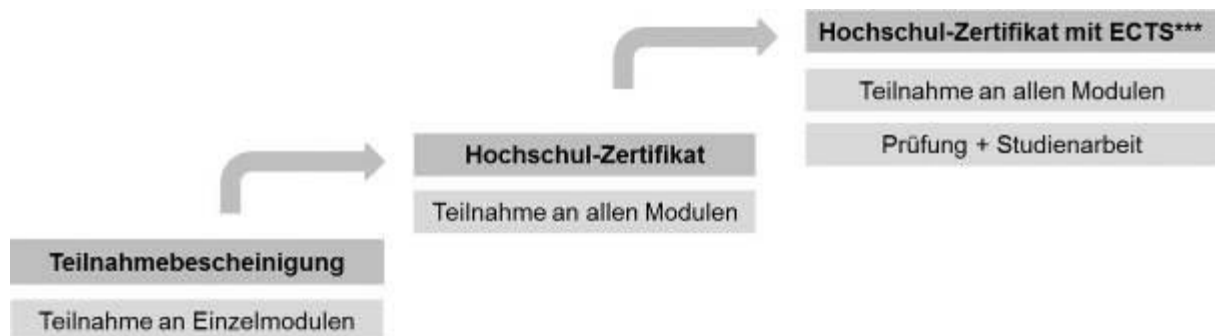 Hochschul-Zertifikat mit ECTS***
Teilnahme an allen Modulen
Prüfung + Studienarbeit
Hochschul-Zertifikat
Teilnahme an allen Modulen
Teilnahmebescheinigung
Teilnahme an Einzelmodulen